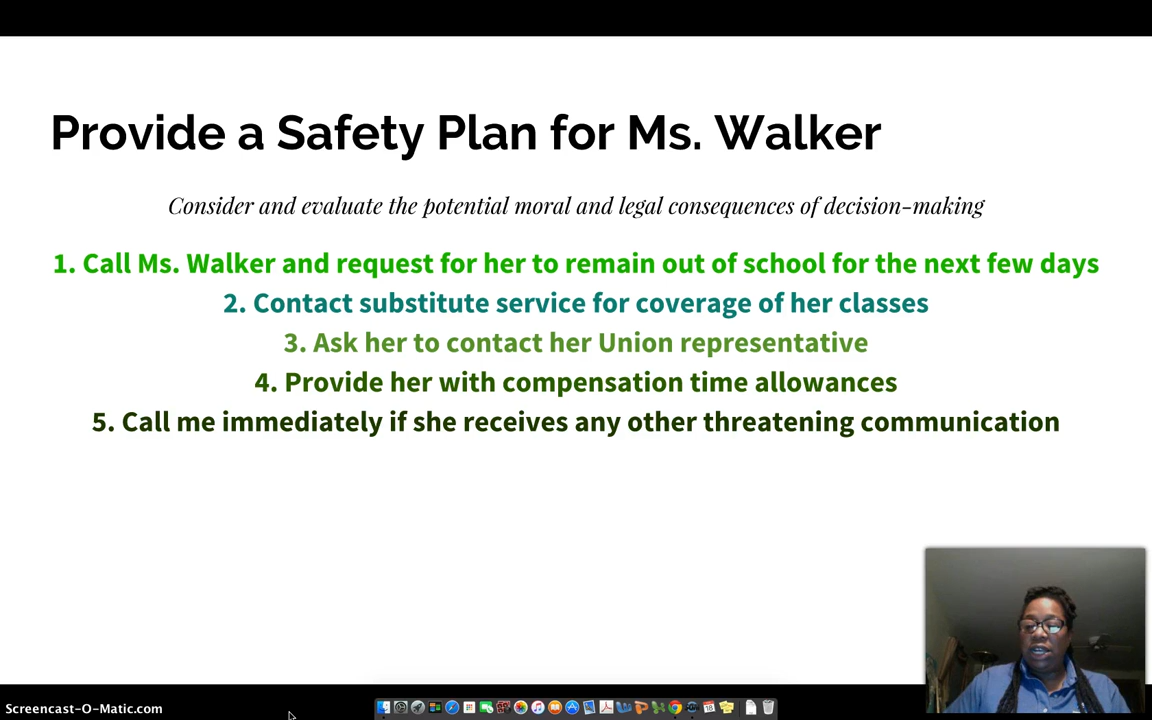 Provide a Safety Plan for Ms. Walker
Consider and evaluate the potential moral and legal consequences of decision-making
1. Call Ms. Walker and request for her to remain out of school for the next few days
2. Contact substitute service for coverage of her classes
3. Ask her to contact her Union representative
4. Provide her with compensation time allowances
5. Call me immediately if she receives any other threatening communication
Screencast-O-Matic.com